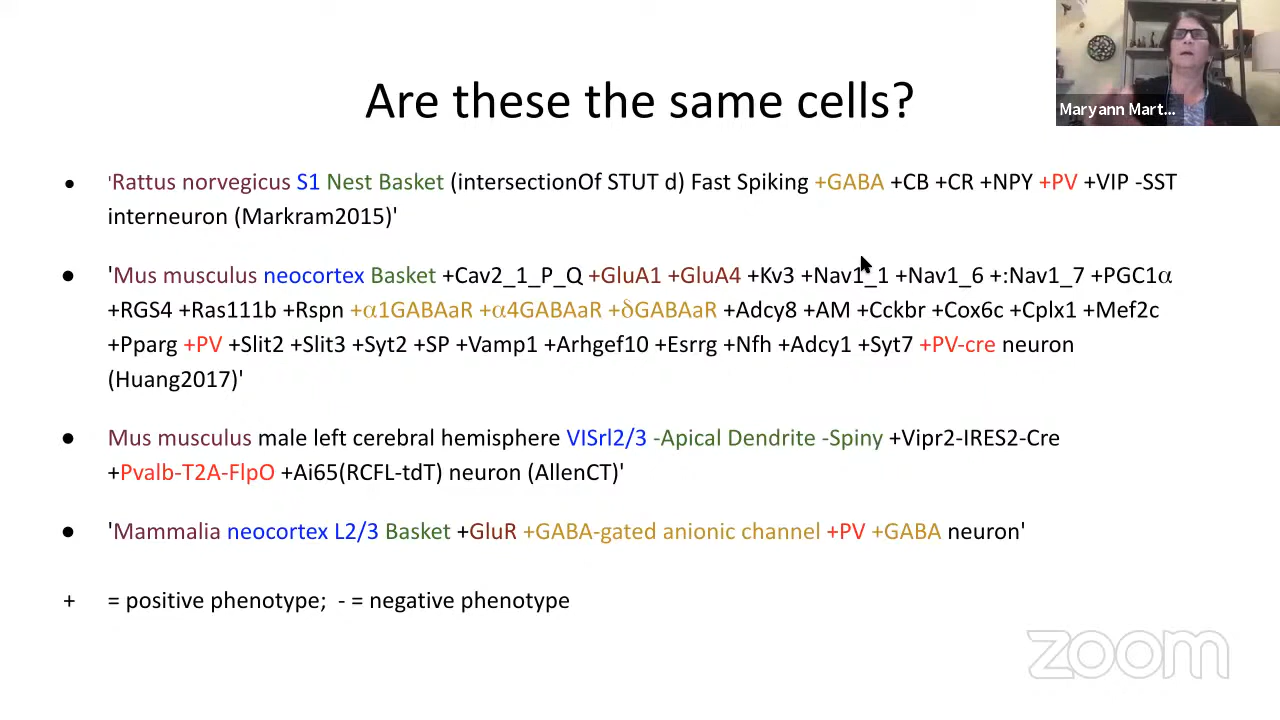 Maryann Mart...
Are these the same cells?
• 'Rattus norvegicus S1 Nest Basket (intersectionOf STUT d) Fast Spiking +GABA +CB +CR +NPY +PV +VIP -SST
interneuron (Markram2015)'
• 'Mus musculus neocortex Basket +Cav2_1_P_Q +GluA1 +GluA4 +Kv3 +Nav1_1 +Nav1_6 +:Nav1_7 +PGC1α
+RGS4 +Ras111b +Rspn +α1GABAaR +α4GABAaR +δGABAaR +Adcy8 +AM +Cckbr +Cox6c +Cplx1 +Mef2c
+Pparg +PV +Slit2 +Slit3 +Syt2 +SP +Vamp1 +Arhgef10 +Esrrg +Nfh +Adcy1 +Syt7 +PV-cre neuron
(Huang2017)'
• Mus musculus male left cerebral hemisphere VISrl2/3 -Apical Dendrite -Spiny +Vipr2-IRES2-Cre
+Pvalb-T2A-FlpO +Ai65(RCFL-tdT) neuron (AllenCT)'
• 'Mammalia neocortex L2/3 Basket +GluR +GABA-gated anionic channel +PV +GABA neuron'
+ = positive phenotype; - = negative phenotype
zoom